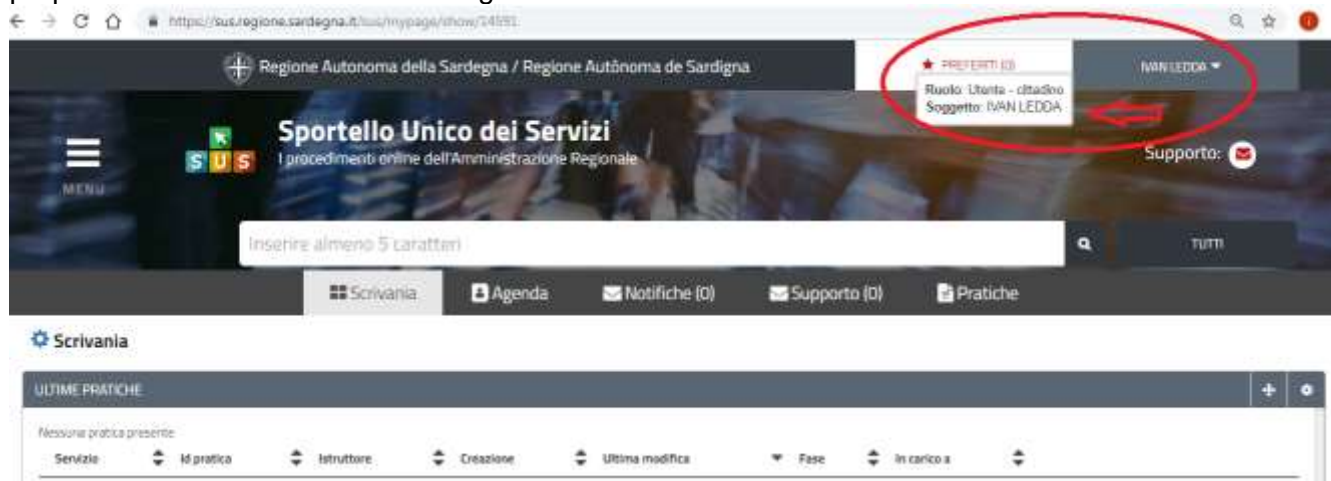 https://sus.regione.sardegna.it/sus/mypage/show/24591
Regione Autonoma della Sardegna / Regione Autònoma de Sardigna
PREFERITI (0)
IVAN LEDDA
Ruolo: Utente - cittadino
Soggetto: IVAN LEDDA
MENU
SUS
Sportello Unico dei Servizi
I procedimenti online dell'Amministrazione Regionale
Supporto:
Inserire almeno 5 caratteri
TUTTI
Scrivania Agenda Notifiche (0) Supporto (0) Pratiche
Scrivania
ULTIME PRATICHE
Nessuna pratica presente
Servizio Id pratica Istruttore Creazione Ultima modifica Fase In carico a